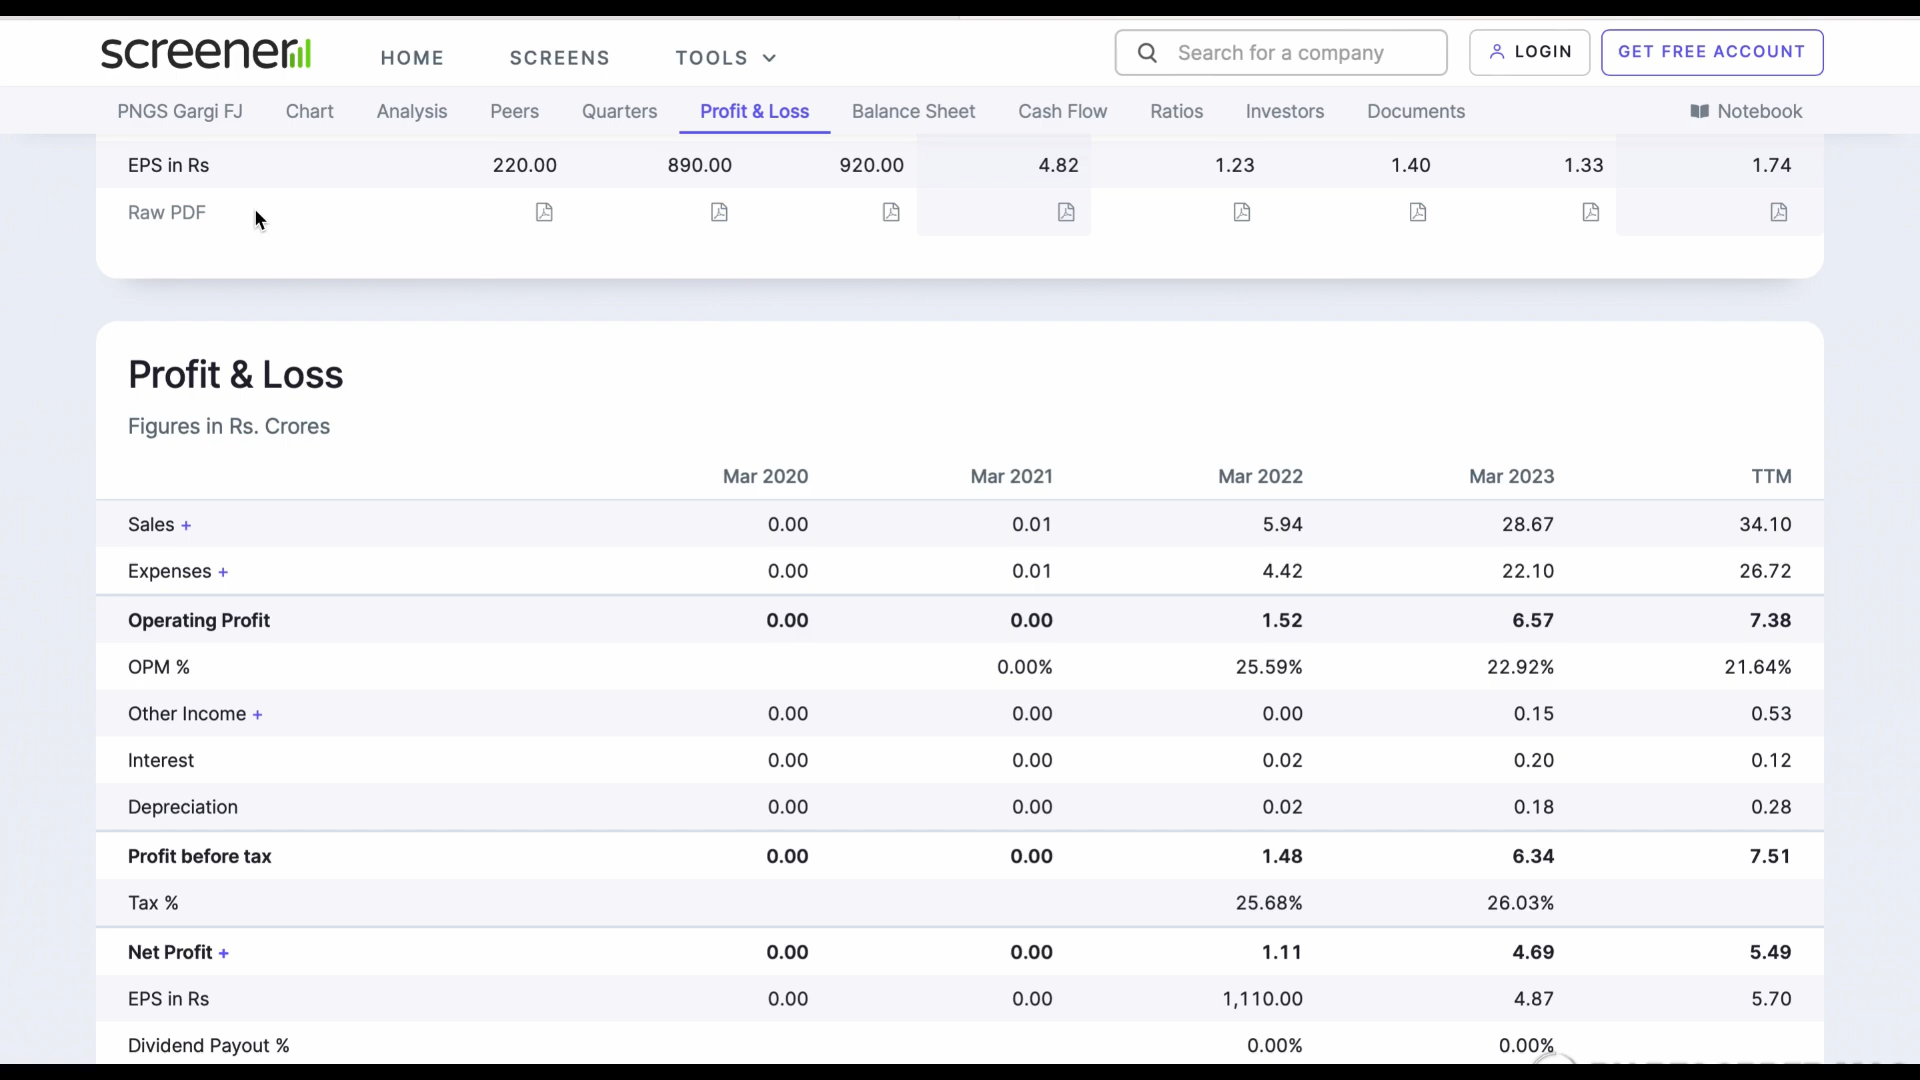 screener HOME SCREENS TOOLS Search for a company LOGIN GET FREE ACCOUNT
PNGS Gargi FJ Chart Analysis Peers Quarters Profit & Loss Balance Sheet Cash Flow Ratios Investors Documents Notebook
EPS in Rs 220.00 890.00 920.00 4.82 1.23 1.40 1.33 1.74
Raw PDF
Profit & Loss
Figures in Rs. Crores
Mar 2020 Mar 2021 Mar 2022 Mar 2023 TTM
Sales + 0.00 0.01 5.94 28.67 34.10
Expenses + 0.00 0.01 4.42 22.10 26.72
Operating Profit 0.00 0.00 1.52 6.57 7.38
OPM % 0.00% 25.59% 22.92% 21.64%
Other Income + 0.00 0.00 0.00 0.15 0.53
Interest 0.00 0.00 0.02 0.20 0.12
Depreciation 0.00 0.00 0.02 0.18 0.28
Profit before tax 0.00 0.00 1.48 6.34 7.51
Tax % 25.68% 26.03%
Net Profit + 0.00 0.00 1.11 4.69 5.49
EPS in Rs 0.00 0.00 1,110.00 4.87 5.70
Dividend Payout % 0.00% 0.00%